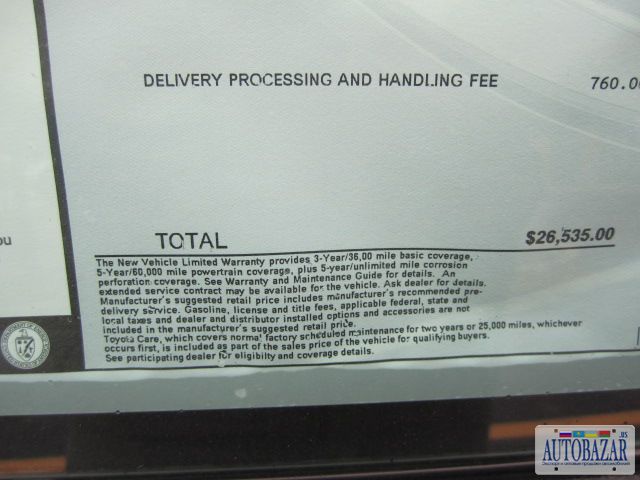 DELIVERY PROCESSING AND HANDLING FEE 760.00
ou
TOTAL $26,535.00
The New Vehicle Limited Warranty provides 3-Year/36,00 mile basic coverage,
5-Year/60,000 mile powertrain coverage, plus 5-year/unlimited mile corrosion
perforation coverage. See Warranty and Maintenance Guide for details. An
extended service contract may be available for the vehicle. Ask dealer for details.
Manufacturer's suggested retail price includes manufacturer's recommended pre-
delivery service. Gasoline, license and title fees, applicable federal, state and
local taxes and dealer and distributor installed options and accessories are not
included in the manufacturer's suggested retail price.
Toyota Care, which covers normal factory scheduled maintenance for two years or 25,000 miles, whichever
occurs first, is included as part of the sales price of the vehicle for qualifying buyers.
See participating dealer for eligibilty and coverage details.
AUTOBAZAR.us